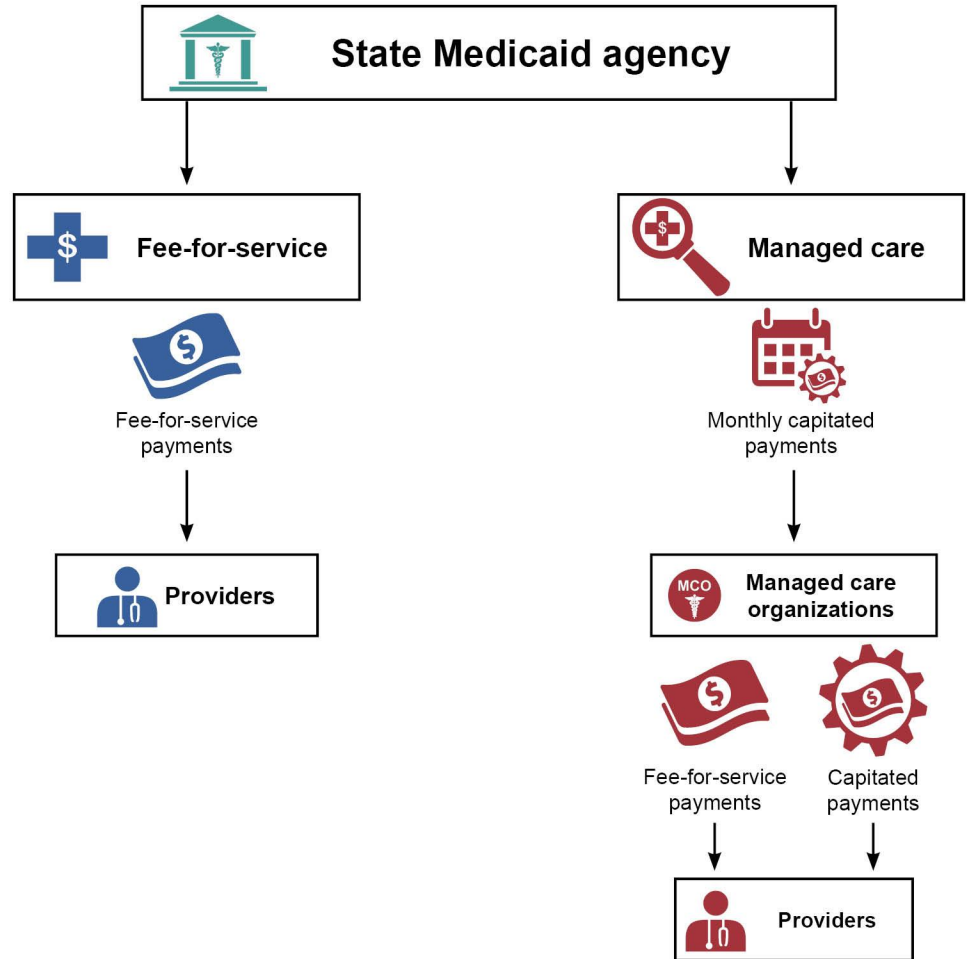 State Medicaid agency
$
Fee-for-service
$
Managed care
$
$
Fee-for-service
payments
Monthly capitated
payments
Providers
MCO
Managed care
organizations
$
$
Fee-for-service
payments
Capitated
payments
Providers